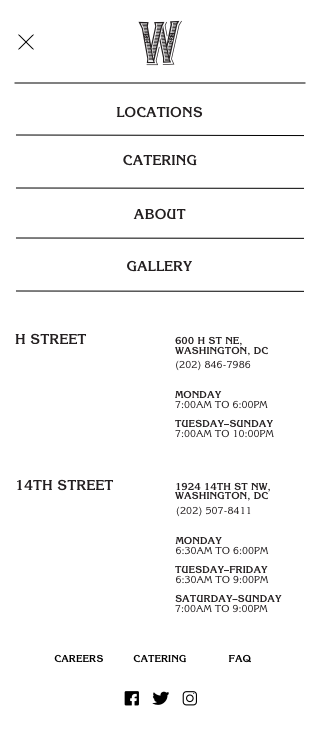 W
LOCATIONS
CATERING
ABOUT
GALLERY
H STREET
600 H ST NE,
WASHINGTON, DC
(202) 846-7986
MONDAY
7:00AM TO 6:00PM
TUESDAY–SUNDAY
7:00AM TO 10:00PM
14TH STREET
1924 14TH ST NW,
WASHINGTON, DC
(202) 507-8411
MONDAY
6:30AM TO 6:00PM
TUESDAY–FRIDAY
6:30AM TO 9:00PM
SATURDAY–SUNDAY
7:00AM TO 9:00PM
CAREERS CATERING FAQ